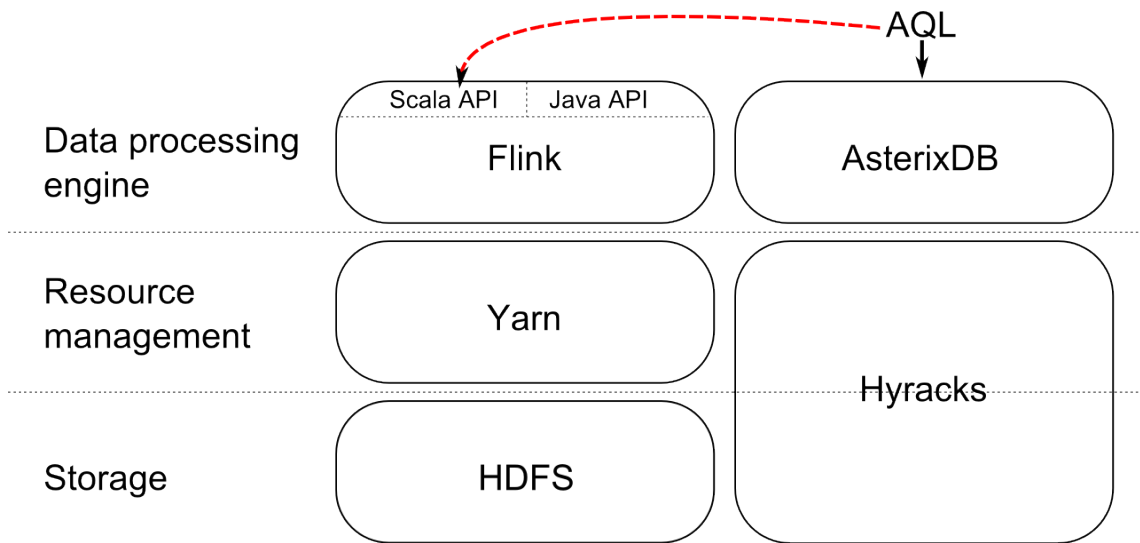 AQL
Scala API
Java API
Data processing
engine
Flink
AsterixDB
Resource
management
Yarn
Hyracks
Storage
HDFS